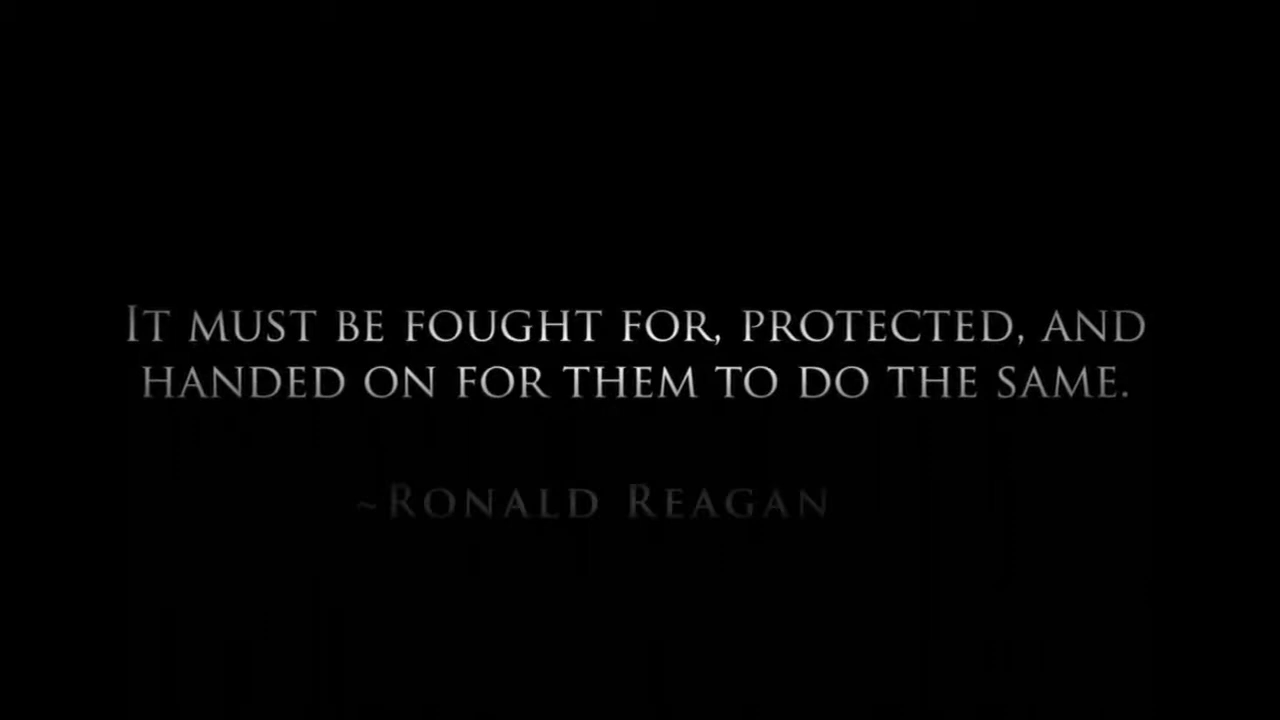 It must be fought for, protected, and
handed on for them to do the same.
~Ronald Reagan